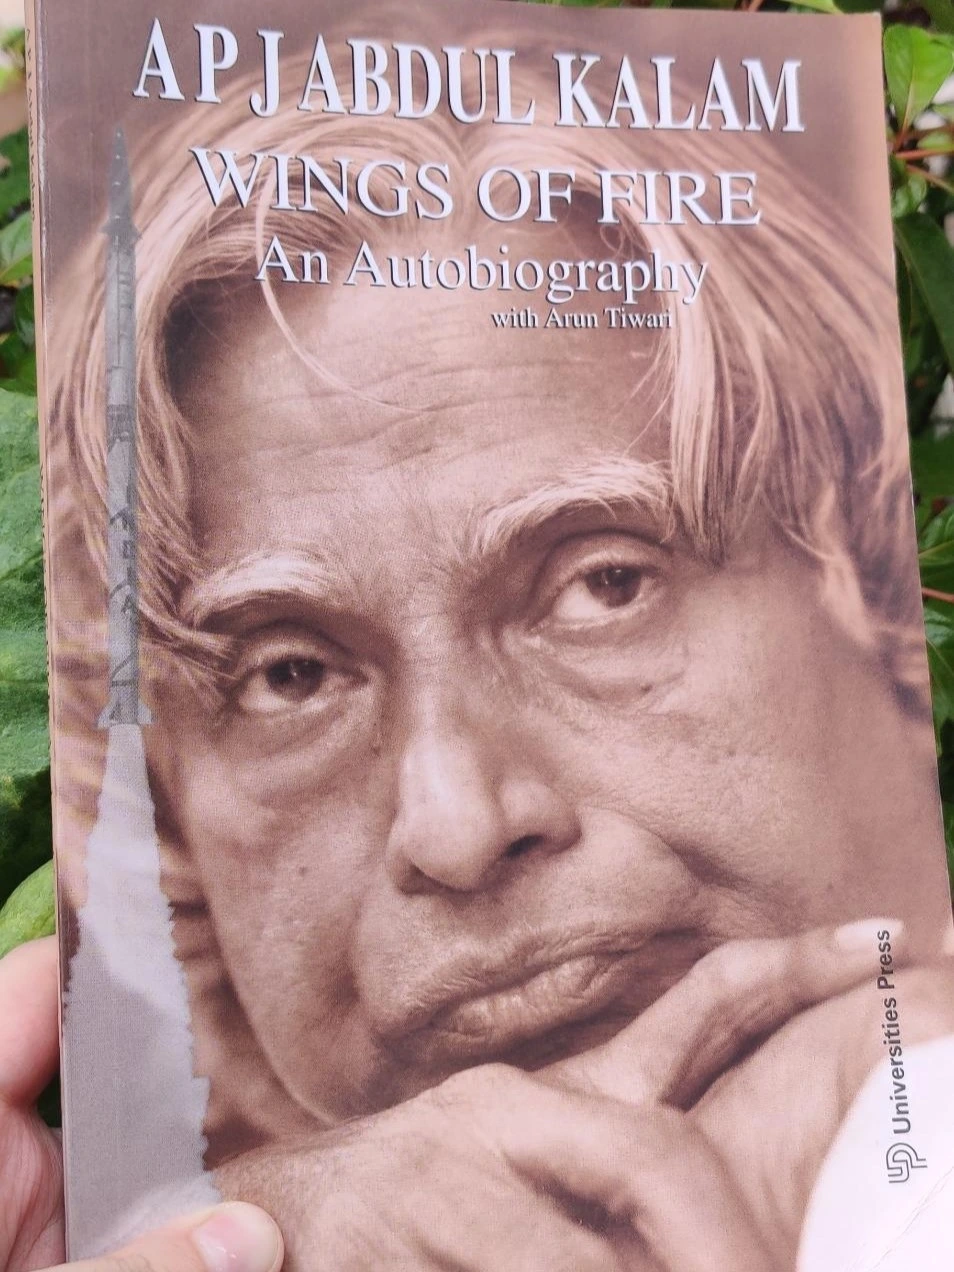 A P J ABDUL KALAM
WINGS OF FIRE
An Autobiography
with Arun Tiwari
Universities Press